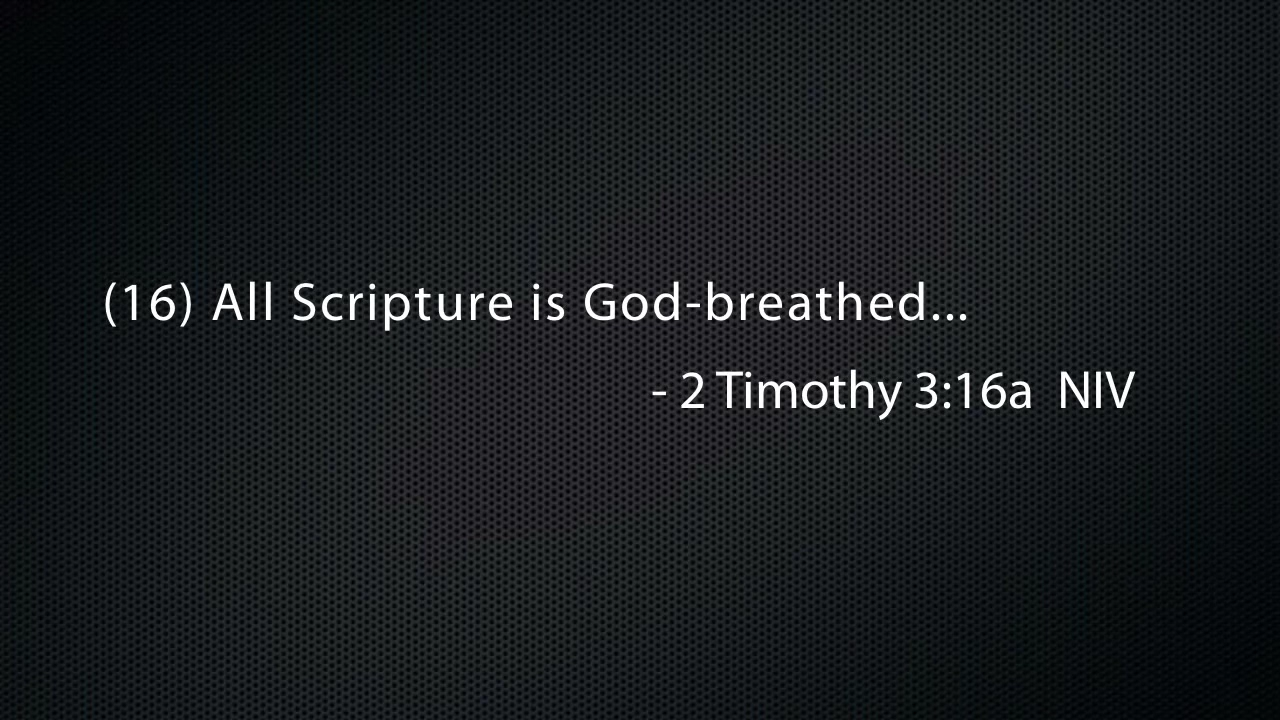 (16) All Scripture is God-breathed...
- 2 Timothy 3:16a NIV